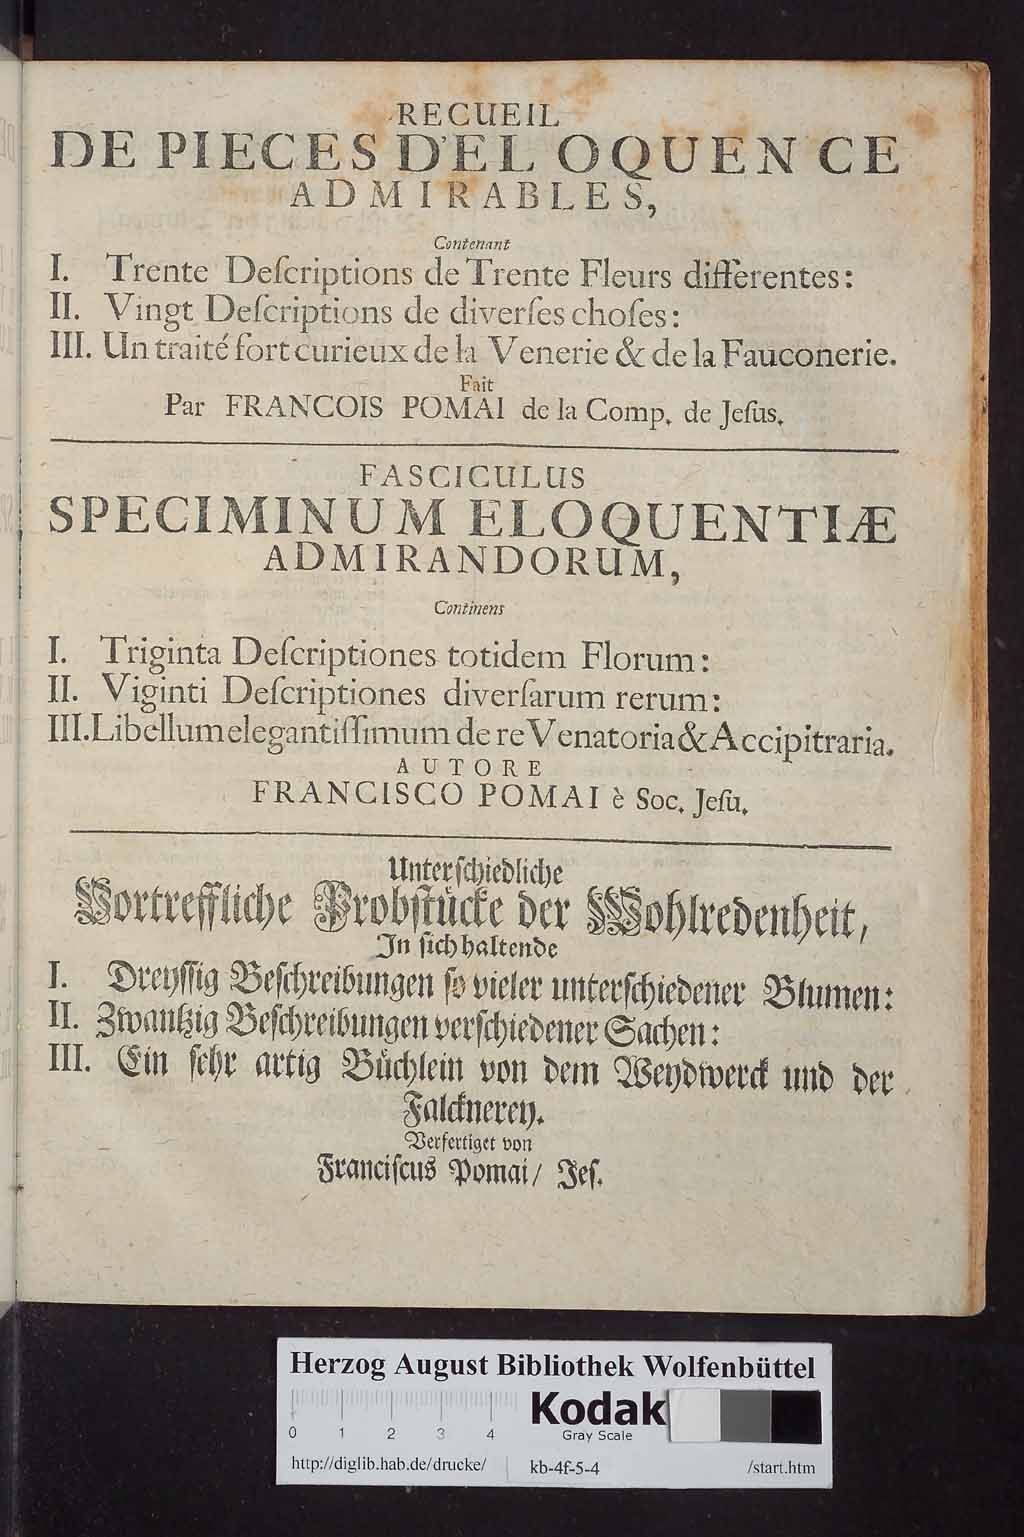 RECUEIL
DE PIECES D'ELOQUENCE
ADMIRABLES,
Contenant
I. Trente Deſcriptions de Trente Fleurs differentes:
II. Vingt Deſcriptions de diverſes choſes:
III. Un traité fort curieux de la Venerie & de la Fauconerie.
Fait
Par FRANCOIS POMAI de la Comp. de Jeſus.
FASCICULUS
SPECIMINUM ELOQUENTIÆ
ADMIRANDORUM,
Continens
I. Triginta Deſcriptiones totidem Florum:
II. Viginti Deſcriptiones diverſarum rerum:
III. Libellum elegantiſſimum de re Venatoria & Accipitraria.
AUTORE
FRANCISCO POMAI è Soc. Jeſu.
Unterſchiedliche
Vortreffliche Probſtücke der Wohlredenheit,
In ſich haltende
I. Dreyſſig Beſchreibungen ſo vieler unterſchiedener Blumen:
II. Zwantzig Beſchreibungen verſchiedener Sachen:
III. Ein ſehr artig Büchlein von dem Weydwerck und der
Falcknerey.
Verfertiget von
Franciſcus Pomai/ Jeſ.
Herzog August Bibliothek Wolfenbüttel
Kodak
0 1 2 3 4 Gray Scale
http://diglib.hab.de/drucke/ kb-4f-5-4 /start.htm